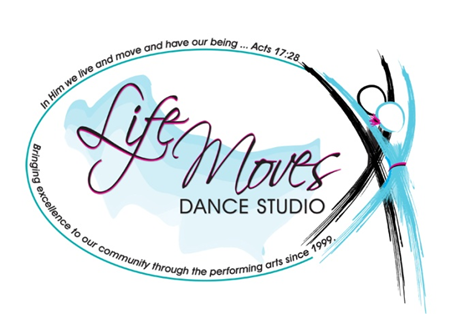 In Him we live and move and have our being ... Acts 17:28
Life
Moves
DANCE STUDIO
Bringing excellence to our community through the performing arts since 1999.